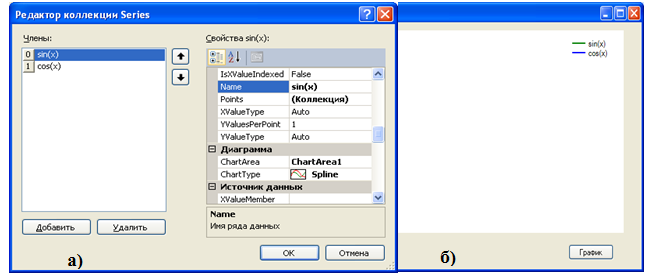 Редактор коллекции Series
Члены:
0 sin(x)
1 cos(x)
Добавить Удалить
Свойства sin(x):
IsXValueIndexed False
Name sin(x)
Points (Коллекция)
XValueType Auto
YValuesPerPoint 1
YValueType Auto
Диаграмма
ChartArea ChartArea1
ChartType Spline
Источник данных
XValueMember
Name
Имя ряда данных
OK Отмена
а)
sin(x)
cos(x)
График
б)